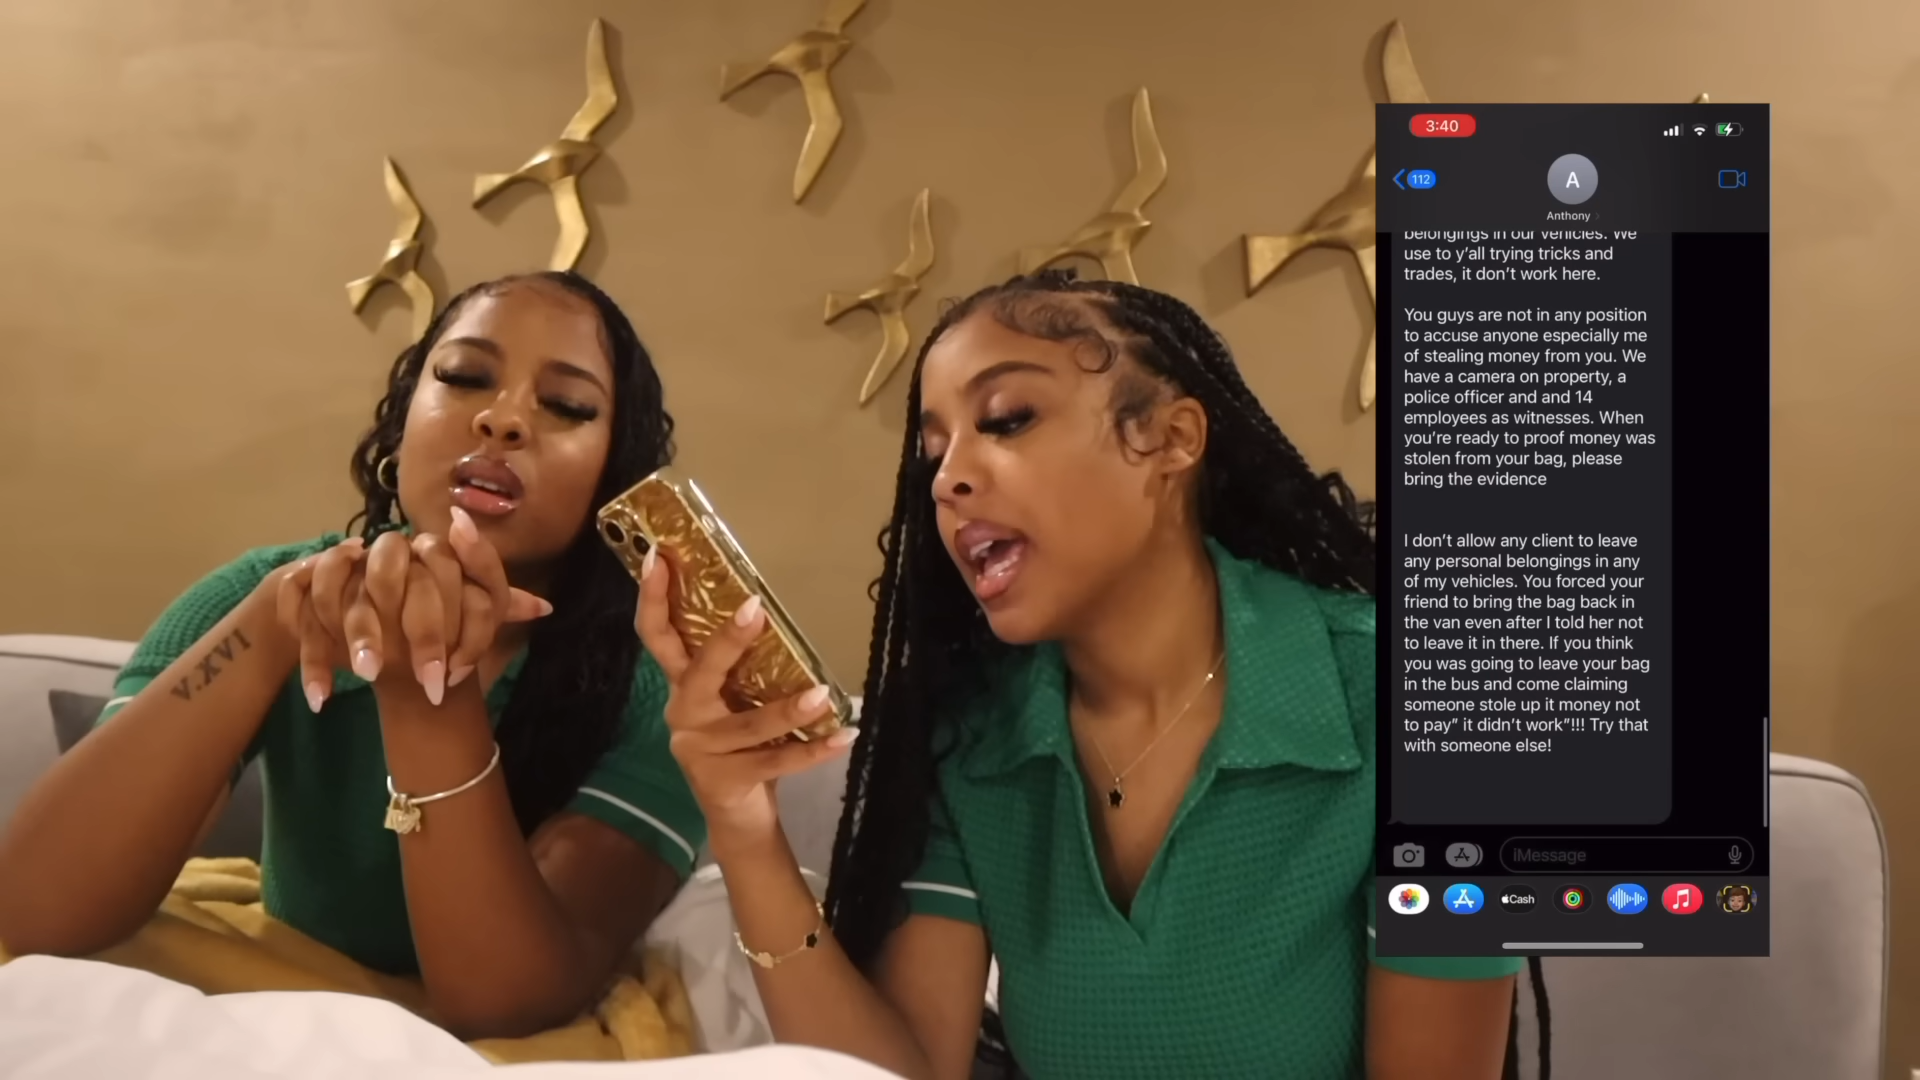 3:40
112
A
Anthony
belongings in our vehicles. We
use to y'all trying tricks and
trades, it don't work here.
You guys are not in any position
to accuse anyone especially me
of stealing money from you. We
have a camera on property, a
police officer and and 14
employees as witnesses. When
you're ready to proof money was
stolen from your bag, please
bring the evidence
I don't allow any client to leave
any personal belongings in any
of my vehicles. You forced your
friend to bring the bag back in
the van even after I told her not
to leave it in there. If you think
you was going to leave your bag
in the bus and come claiming
someone stole up it money not
to pay" it didn't work"!!! Try that
with someone else!
iMessage
Cash
V.XVI